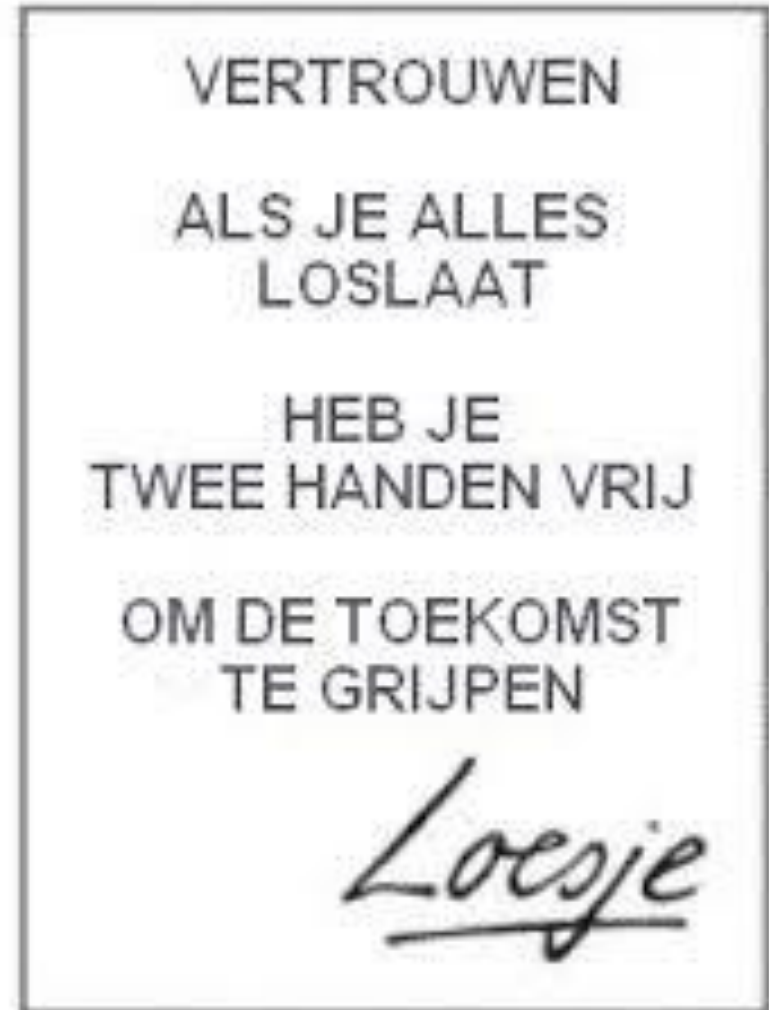 VERTROUWEN
ALS JE ALLES
LOSLAAT
HEB JE
TWEE HANDEN VRIJ
OM DE TOEKOMST
TE GRIJPEN
Loesje